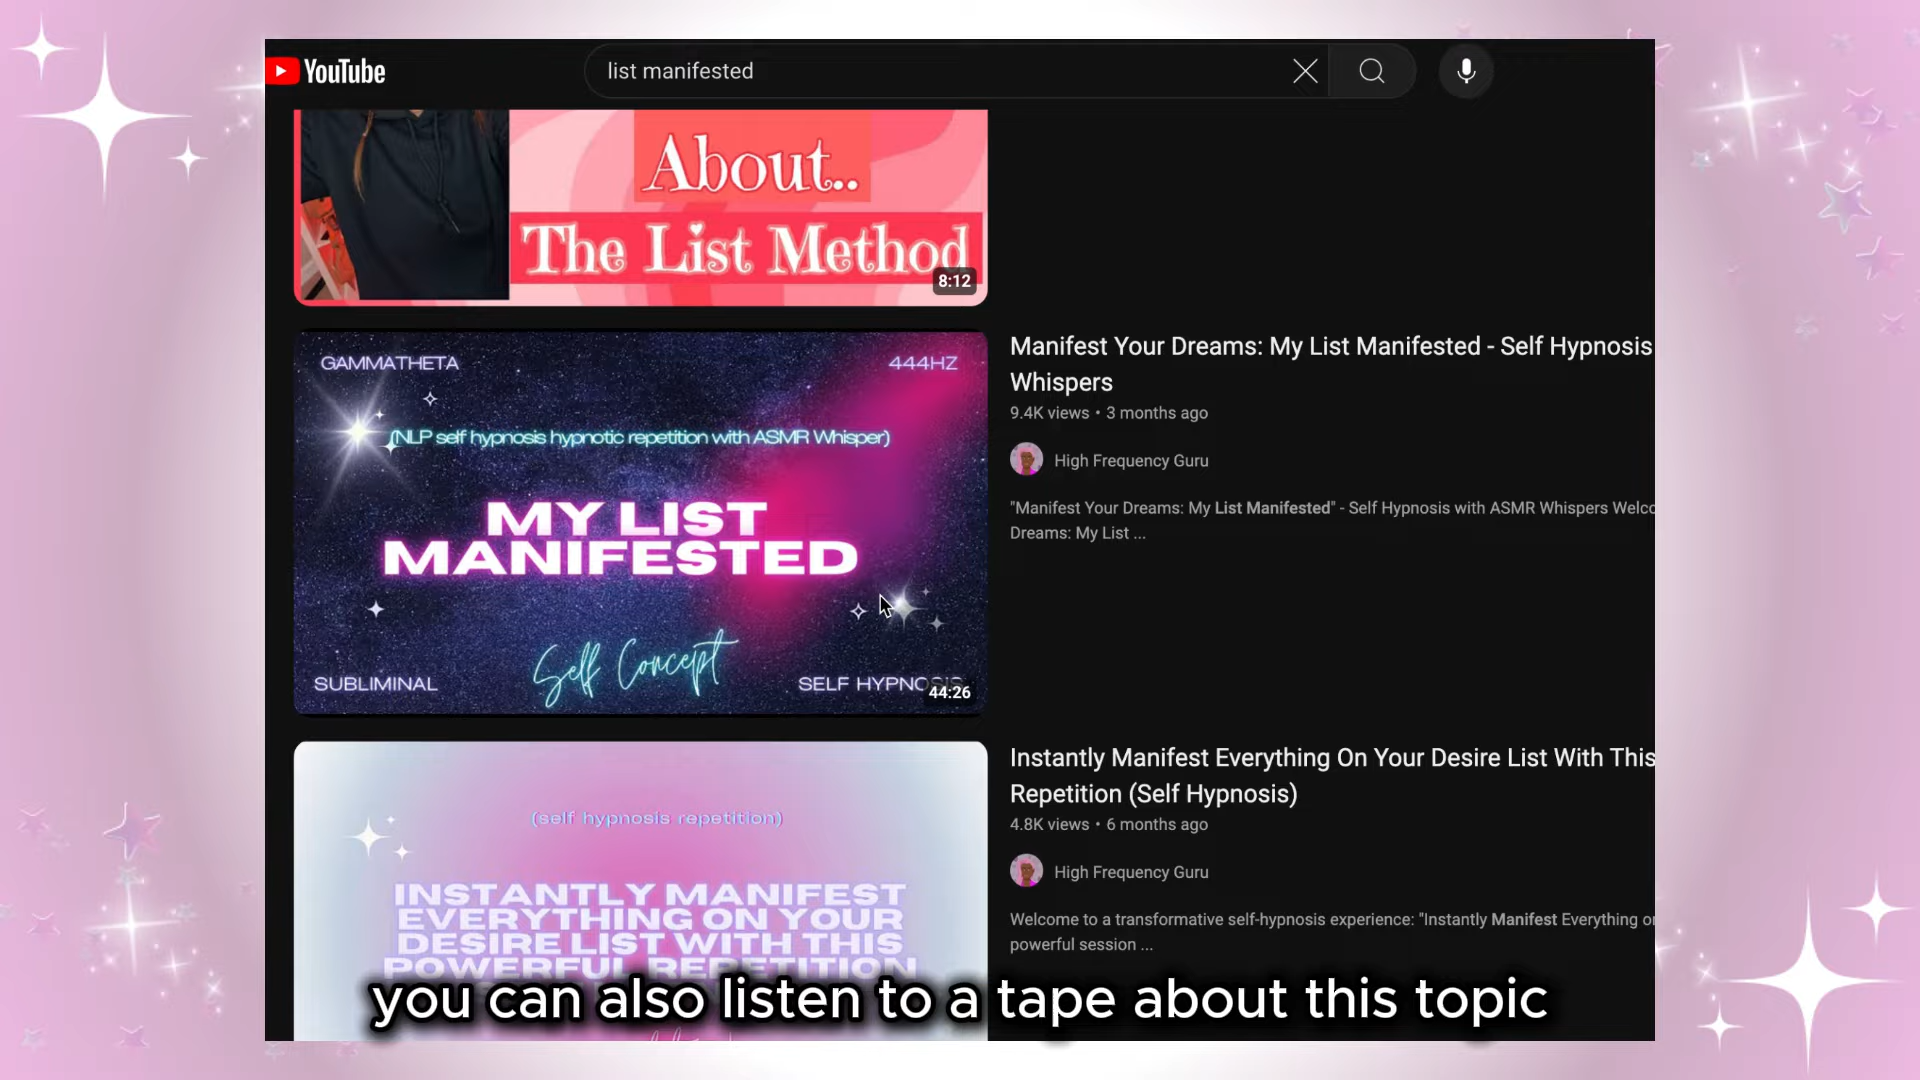 YouTube
list manifested
About..
The List Method
8:12
GAMMATHETA
444HZ
(NLP self hypnosis hypnotic repetition with ASMR Whisper)
MY LIST
MANIFESTED
Self Concept
SUBLIMINAL
SELF HYPNOSIS
44:26
Manifest Your Dreams: My List Manifested - Self Hypnosis
Whispers
9.4K views • 3 months ago
High Frequency Guru
"Manifest Your Dreams: My List Manifested" - Self Hypnosis with ASMR Whispers Welco
Dreams: My List ...
(self hypnosis repetition)
INSTANTLY MANIFEST
EVERYTHING ON YOUR
DESIRE LIST WITH THIS
POWERFUL REPETITION
Instantly Manifest Everything On Your Desire List With This
Repetition (Self Hypnosis)
4.8K views • 6 months ago
High Frequency Guru
Welcome to a transformative self-hypnosis experience: "Instantly Manifest Everything o
powerful session ...
you can also listen to a tape about this topic